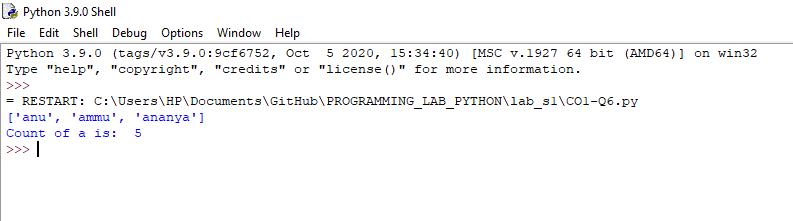 Python 3.9.0 Shell
File Edit Shell Debug Options Window Help
Python 3.9.0 (tags/v3.9.0:9cf6752, Oct  5 2020, 15:34:40) [MSC v.1927 64 bit (AMD64)] on win32
Type "help", "copyright", "credits" or "license()" for more information.
>>>
= RESTART: C:\Users\HP\Documents\GitHub\PROGRAMMING_LAB_PYTHON\lab_s1\CO1-Q6.py
['anu', 'ammu', 'ananya']
Count of a is:  5
>>>